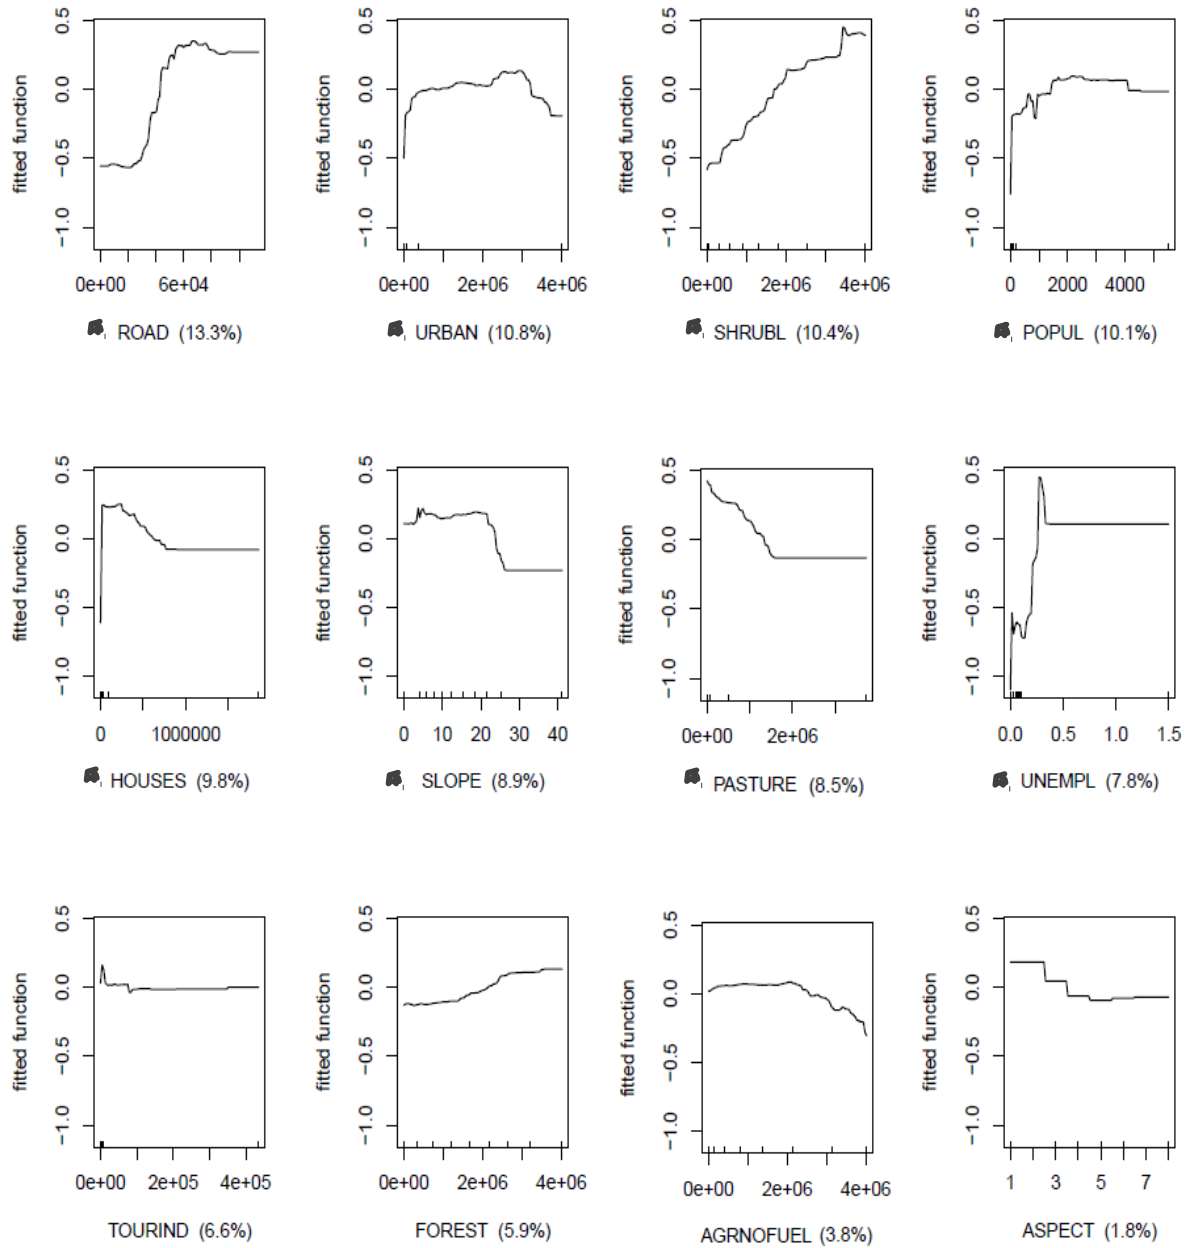 0.5
0.0
−0.5
−1.0
fitted function
0e+00 6e+04
ROAD (13.3%)
0.5
0.0
−0.5
−1.0
fitted function
0e+00 2e+06 4e+06
URBAN (10.8%)
0.5
0.0
−0.5
−1.0
fitted function
0e+00 2e+06 4e+06
SHRUBL (10.4%)
0.5
0.0
−0.5
−1.0
fitted function
0 2000 4000
POPUL (10.1%)
0.5
0.0
−0.5
−1.0
fitted function
0 1000000
HOUSES (9.8%)
0.5
0.0
−0.5
−1.0
fitted function
0 10 20 30 40
SLOPE (8.9%)
0.5
0.0
−0.5
−1.0
fitted function
0e+00 2e+06
PASTURE (8.5%)
0.5
0.0
−0.5
−1.0
fitted function
0.0 0.5 1.0 1.5
UNEMPL (7.8%)
0.5
0.0
−0.5
−1.0
fitted function
0e+00 2e+05 4e+05
TOURIND (6.6%)
0.5
0.0
−0.5
−1.0
fitted function
0e+00 2e+06 4e+06
FOREST (5.9%)
0.5
0.0
−0.5
−1.0
fitted function
0e+00 2e+06 4e+06
AGRNOFUEL (3.8%)
0.5
0.0
−0.5
−1.0
fitted function
1 3 5 7
ASPECT (1.8%)